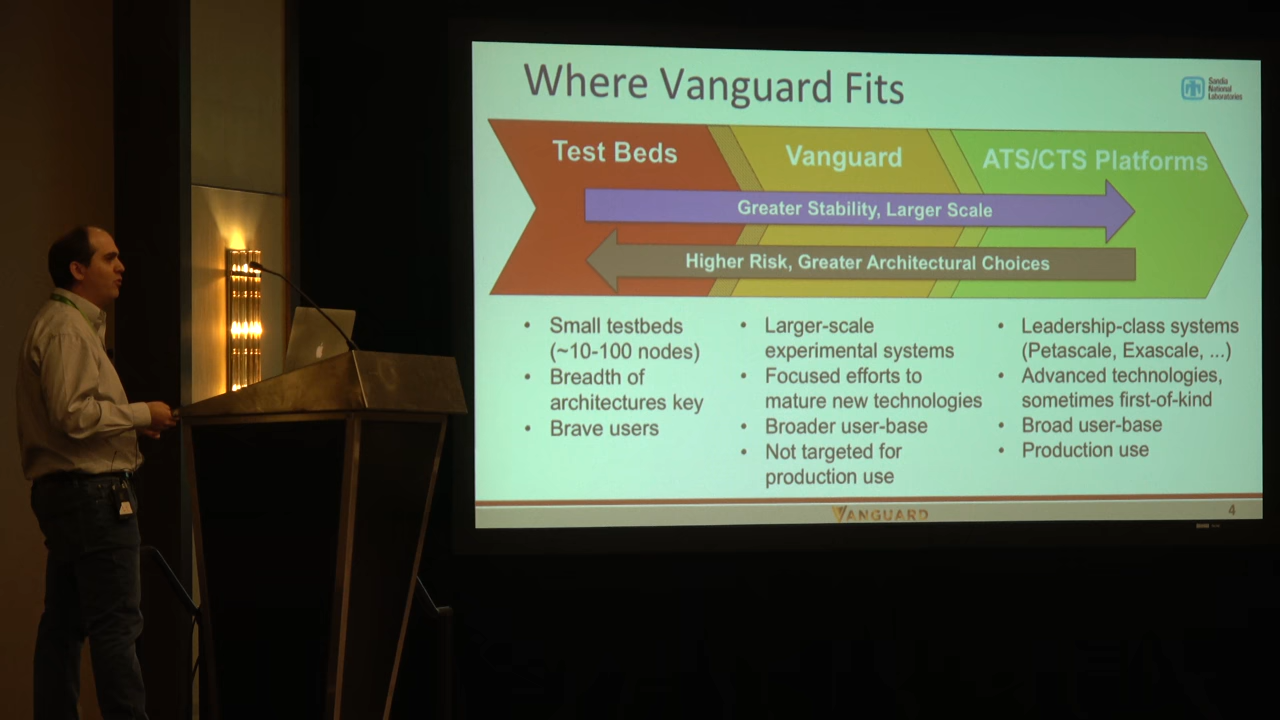 Where Vanguard Fits
Sandia
National
Laboratories
Test Beds
Vanguard
ATS/CTS Platforms
Greater Stability, Larger Scale
Higher Risk, Greater Architectural Choices
• Small testbeds
(~10-100 nodes)
• Breadth of
architectures key
• Brave users
• Larger-scale
experimental systems
• Focused efforts to
mature new technologies
• Broader user-base
• Not targeted for
production use
• Leadership-class systems
(Petascale, Exascale, ...)
• Advanced technologies,
sometimes first-of-kind
• Broad user-base
• Production use
VANGUARD
4